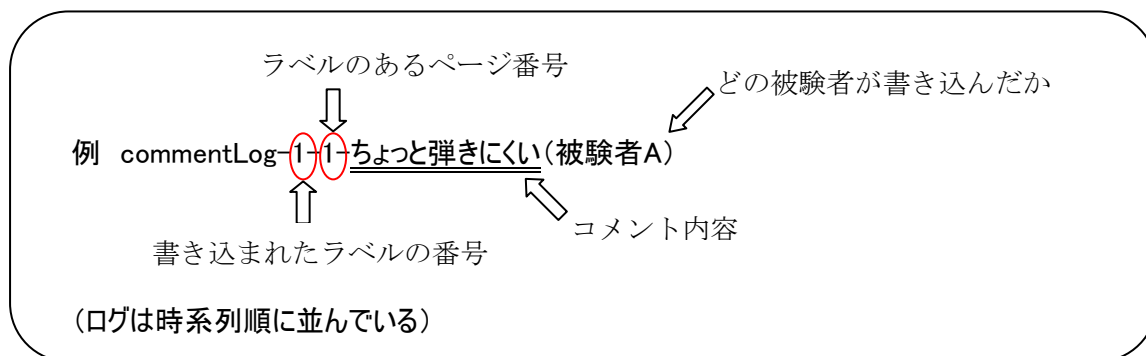 ラベルのあるページ番号
どの被験者が書き込んだか
例 commentLog-1-1-ちょっと弾きにくい(被験者A)
コメント内容
書き込まれたラベルの番号
(ログは時系列順に並んでいる)